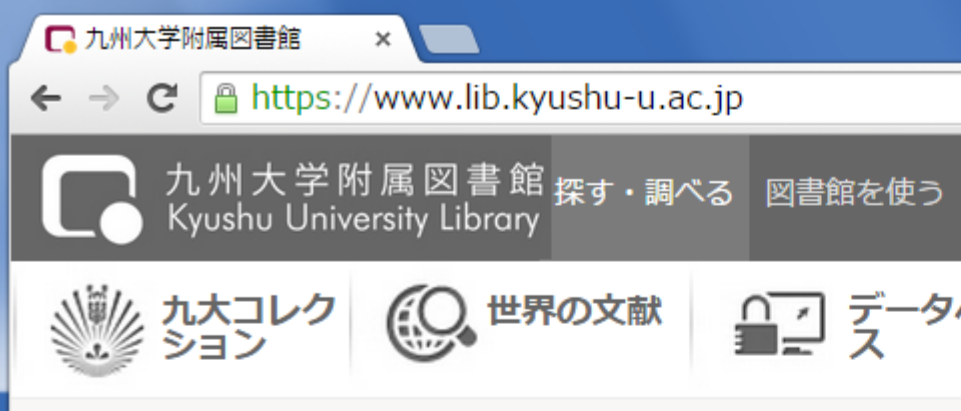 九州大学附属図書館
https://www.lib.kyushu-u.ac.jp
九州大学附属図書館
Kyushu University Library
探す・調べる
図書館を使う
九大コレク
ション
世界の文献
データベ
ス